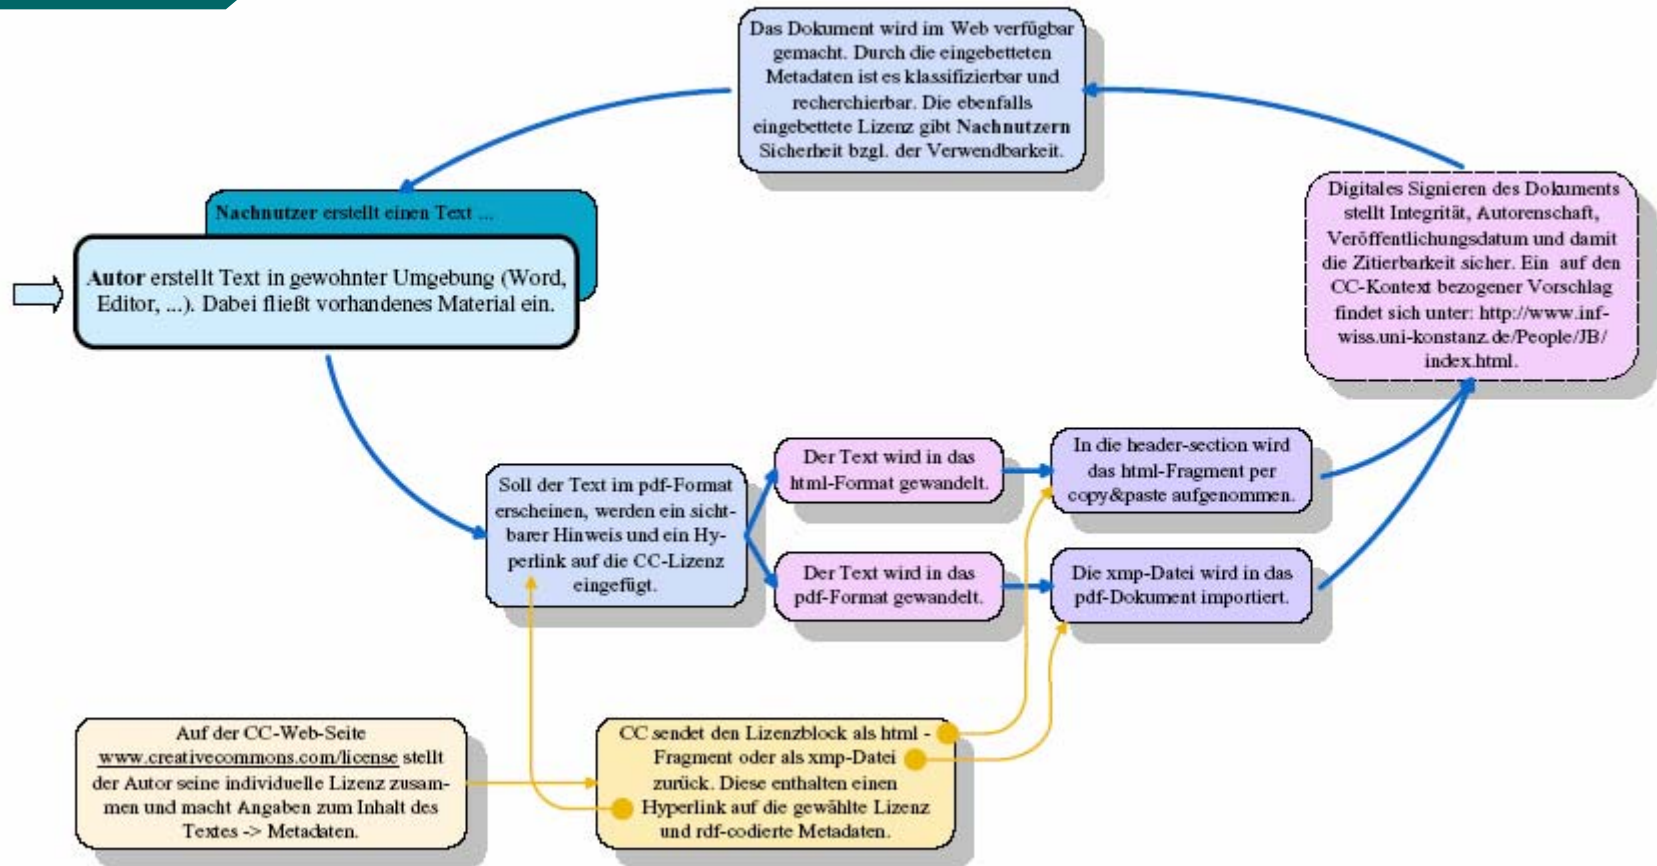 Das Dokument wird im Web verfügbar
gemacht. Durch die eingebetteten
Metadaten ist es klassifizierbar und
recherchierbar. Die ebenfalls
eingebettete Lizenz gibt Nachnutzern
Sicherheit bzgl. der Verwendbarkeit.
Nachnutzer erstellt einen Text ...
Autor erstellt Text in gewohnter Umgebung (Word,
Editor, ...). Dabei fließt vorhandenes Material ein.
Digitales Signieren des Dokuments
stellt Integrität, Autorenschaft,
Veröffentlichungsdatum und damit
die Zitierbarkeit sicher. Ein auf den
CC-Kontext bezogener Vorschlag
findet sich unter: http://www.inf-
wiss.uni-konstanz.de/People/JB/
index.html.
Soll der Text im pdf-Format
erscheinen, werden ein sicht-
barer Hinweis und ein Hy-
perlink auf die CC-Lizenz
eingefügt.
Der Text wird in das
html-Format gewandelt.
In die header-section wird
das html-Fragment per
copy&paste aufgenommen.
Der Text wird in das
pdf-Format gewandelt.
Die xmp-Datei wird in das
pdf-Dokument importiert.
Auf der CC-Web-Seite
www.creativecommons.com/license stellt
der Autor seine individuelle Lizenz zusam-
men und macht Angaben zum Inhalt des
Textes -> Metadaten.
CC sendet den Lizenzblock als html -
Fragment oder als xmp-Datei
zurück. Diese enthalten einen
Hyperlink auf die gewählte Lizenz
und rdf-codierte Metadaten.